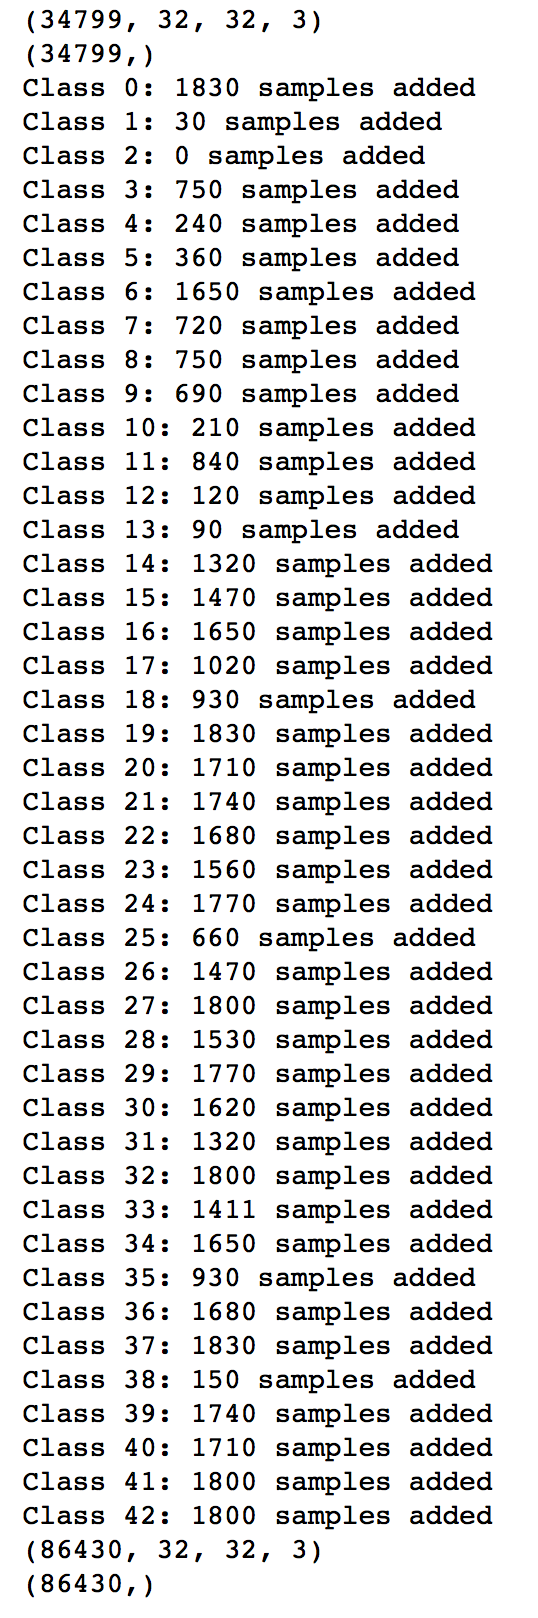 (34799, 32, 32, 3)
(34799,)
Class 0: 1830 samples added
Class 1: 30 samples added
Class 2: 0 samples added
Class 3: 750 samples added
Class 4: 240 samples added
Class 5: 360 samples added
Class 6: 1650 samples added
Class 7: 720 samples added
Class 8: 750 samples added
Class 9: 690 samples added
Class 10: 210 samples added
Class 11: 840 samples added
Class 12: 120 samples added
Class 13: 90 samples added
Class 14: 1320 samples added
Class 15: 1470 samples added
Class 16: 1650 samples added
Class 17: 1020 samples added
Class 18: 930 samples added
Class 19: 1830 samples added
Class 20: 1710 samples added
Class 21: 1740 samples added
Class 22: 1680 samples added
Class 23: 1560 samples added
Class 24: 1770 samples added
Class 25: 660 samples added
Class 26: 1470 samples added
Class 27: 1800 samples added
Class 28: 1530 samples added
Class 29: 1770 samples added
Class 30: 1620 samples added
Class 31: 1320 samples added
Class 32: 1800 samples added
Class 33: 1411 samples added
Class 34: 1650 samples added
Class 35: 930 samples added
Class 36: 1680 samples added
Class 37: 1830 samples added
Class 38: 150 samples added
Class 39: 1740 samples added
Class 40: 1710 samples added
Class 41: 1800 samples added
Class 42: 1800 samples added
(86430, 32, 32, 3)
(86430,)